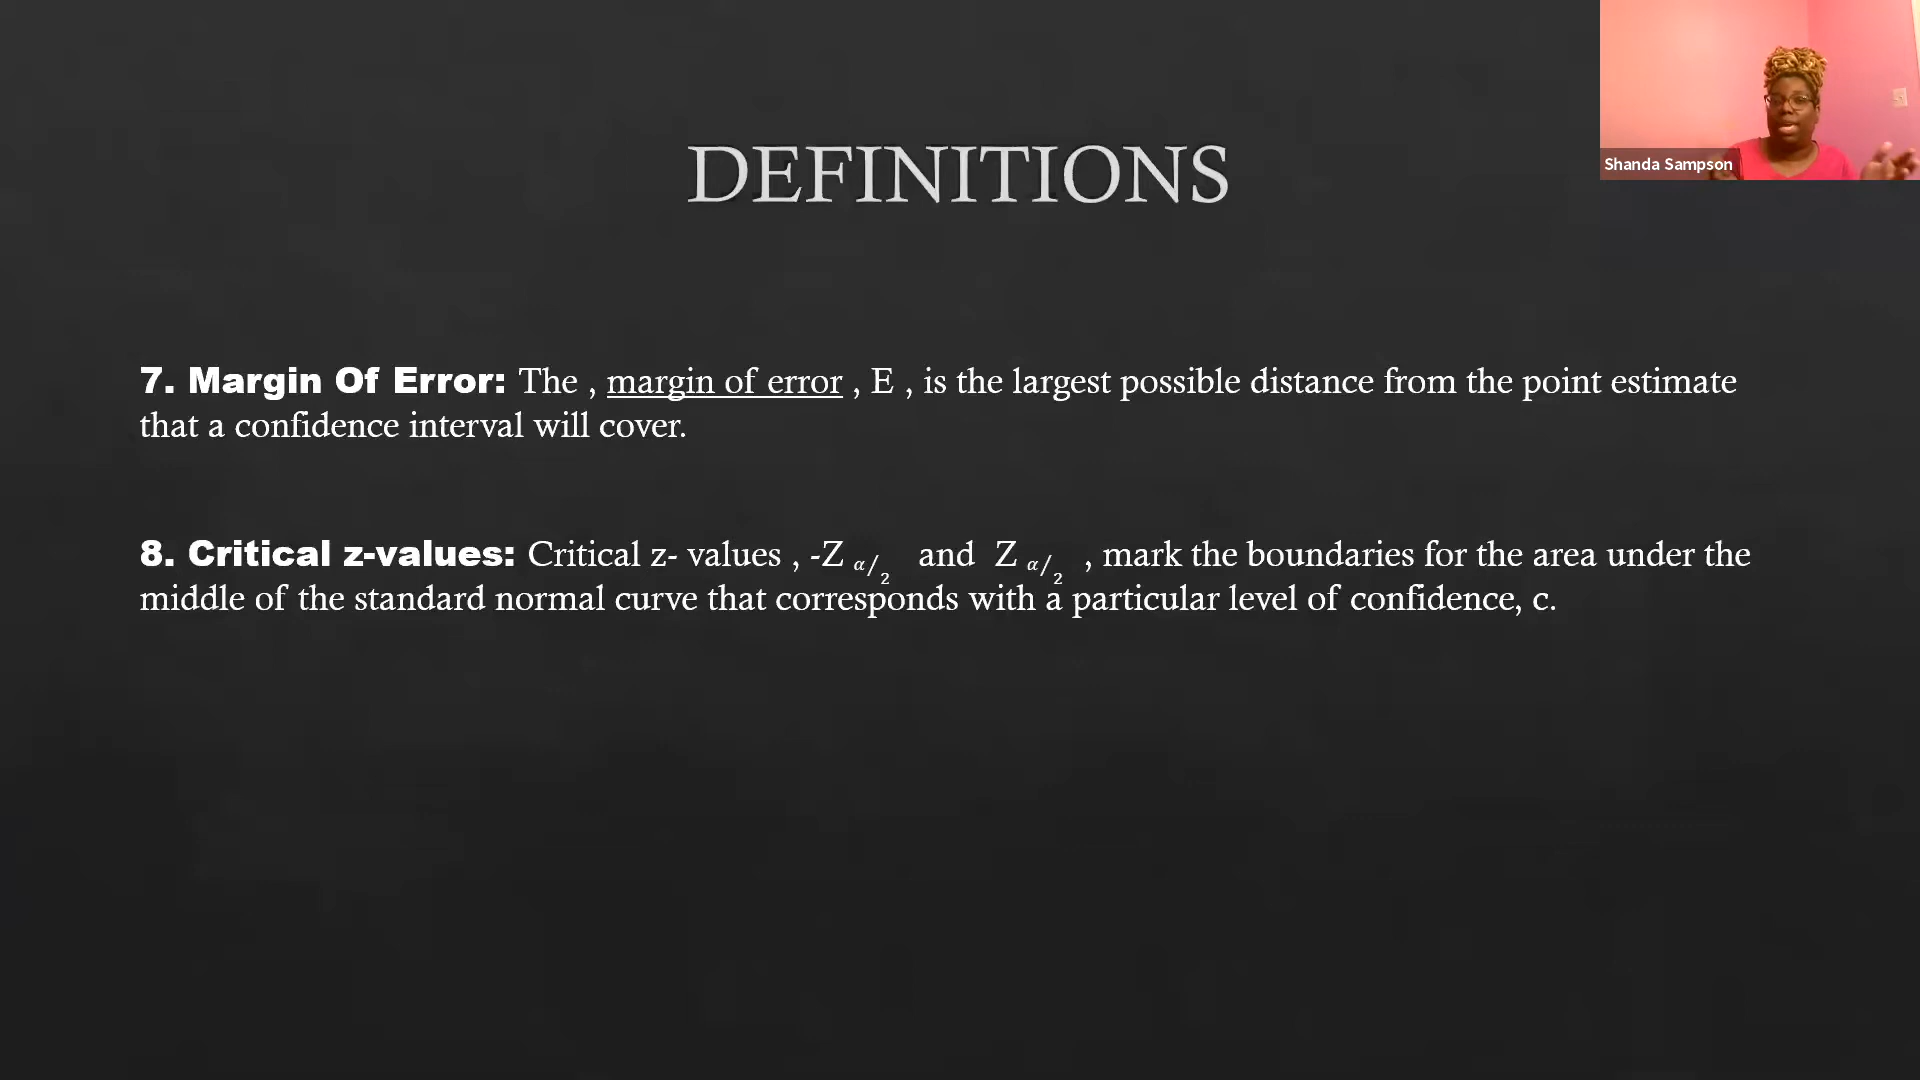 Shanda Sampson
DEFINITIONS
7. Margin Of Error: The , margin of error , E , is the largest possible distance from the point estimate
that a confidence interval will cover.
8. Critical z-values: Critical z- values , -Z α/2 and Z α/2 , mark the boundaries for the area under the
middle of the standard normal curve that corresponds with a particular level of confidence, c.